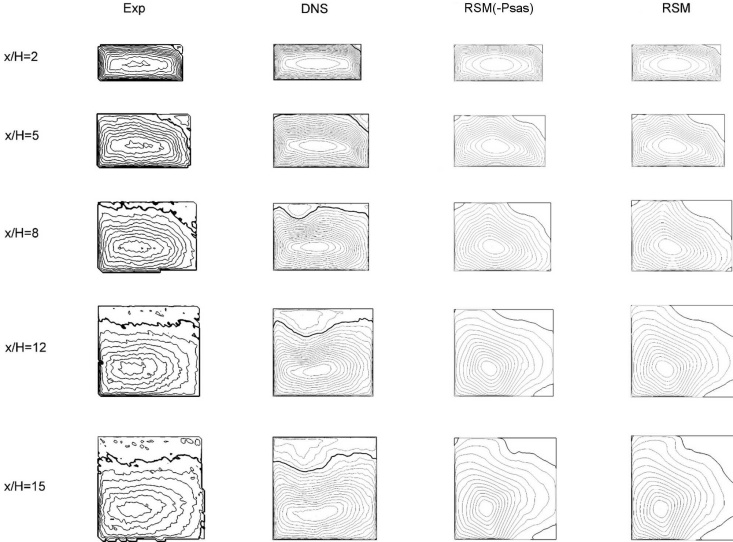 Exp DNS RSM(-Psas) RSM
x/H=2
x/H=5
x/H=8
x/H=12
x/H=15